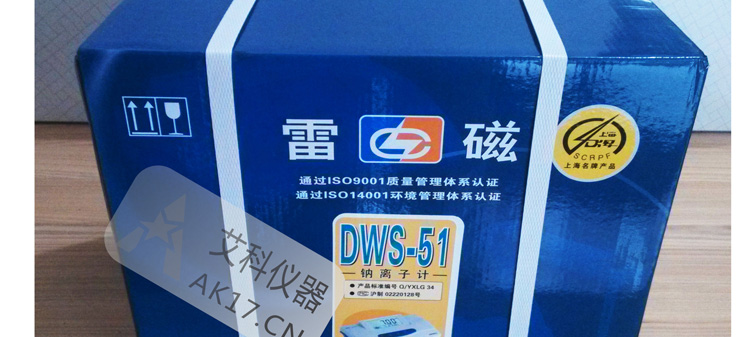 雷 磁
通过ISO9001质量管理体系认证
通过ISO14001环境管理体系认证
上海
SCRPF
上海名牌产品
DWS-51
钠离子计
● 产品标准编号 Q/YXLG 34
● 沪制 02220128号
艾科仪器
AK17.CN